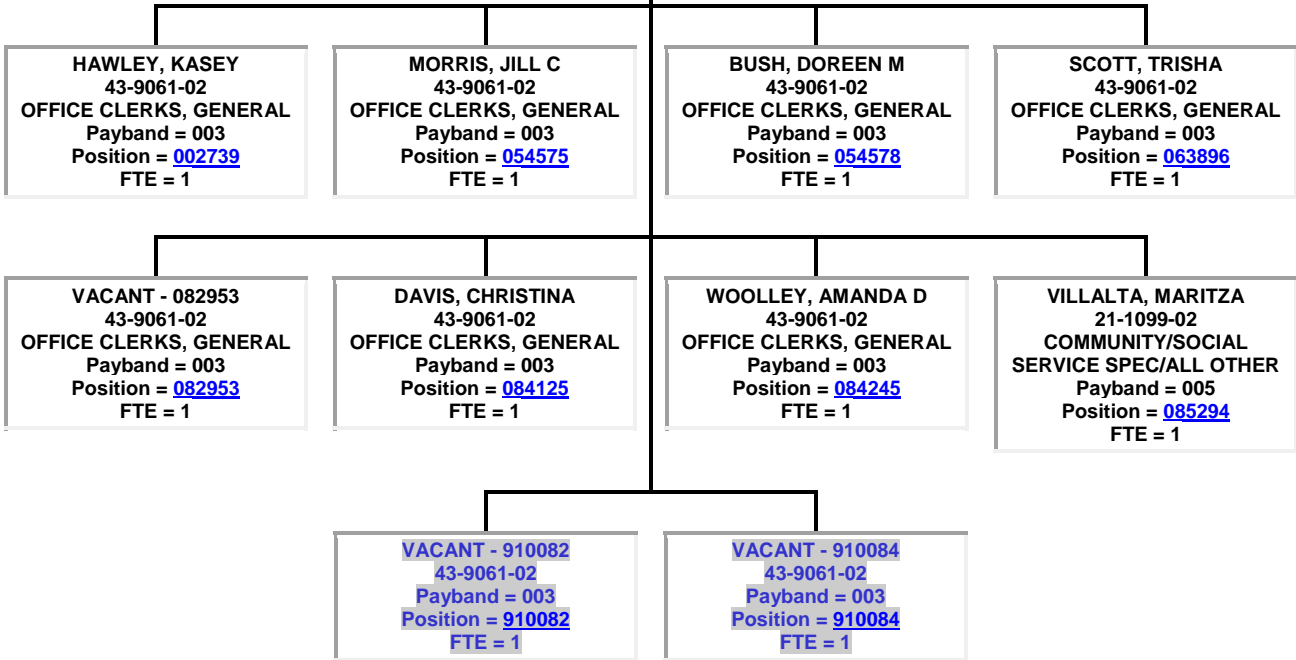 HAWLEY, KASEY
43-9061-02
OFFICE CLERKS, GENERAL
Payband = 003
Position = 002739
FTE = 1
MORRIS, JILL C
43-9061-02
OFFICE CLERKS, GENERAL
Payband = 003
Position = 054575
FTE = 1
BUSH, DOREEN M
43-9061-02
OFFICE CLERKS, GENERAL
Payband = 003
Position = 054578
FTE = 1
SCOTT, TRISHA
43-9061-02
OFFICE CLERKS, GENERAL
Payband = 003
Position = 063896
FTE = 1
VACANT - 082953
43-9061-02
OFFICE CLERKS, GENERAL
Payband = 003
Position = 082953
FTE = 1
DAVIS, CHRISTINA
43-9061-02
OFFICE CLERKS, GENERAL
Payband = 003
Position = 084125
FTE = 1
WOOLLEY, AMANDA D
43-9061-02
OFFICE CLERKS, GENERAL
Payband = 003
Position = 084245
FTE = 1
VILLALTA, MARITZA
21-1099-02
COMMUNITY/SOCIAL
SERVICE SPEC/ALL OTHER
Payband = 005
Position = 085294
FTE = 1
VACANT - 910082
43-9061-02
Payband = 003
Position = 910082
FTE = 1
VACANT - 910084
43-9061-02
Payband = 003
Position = 910084
FTE = 1